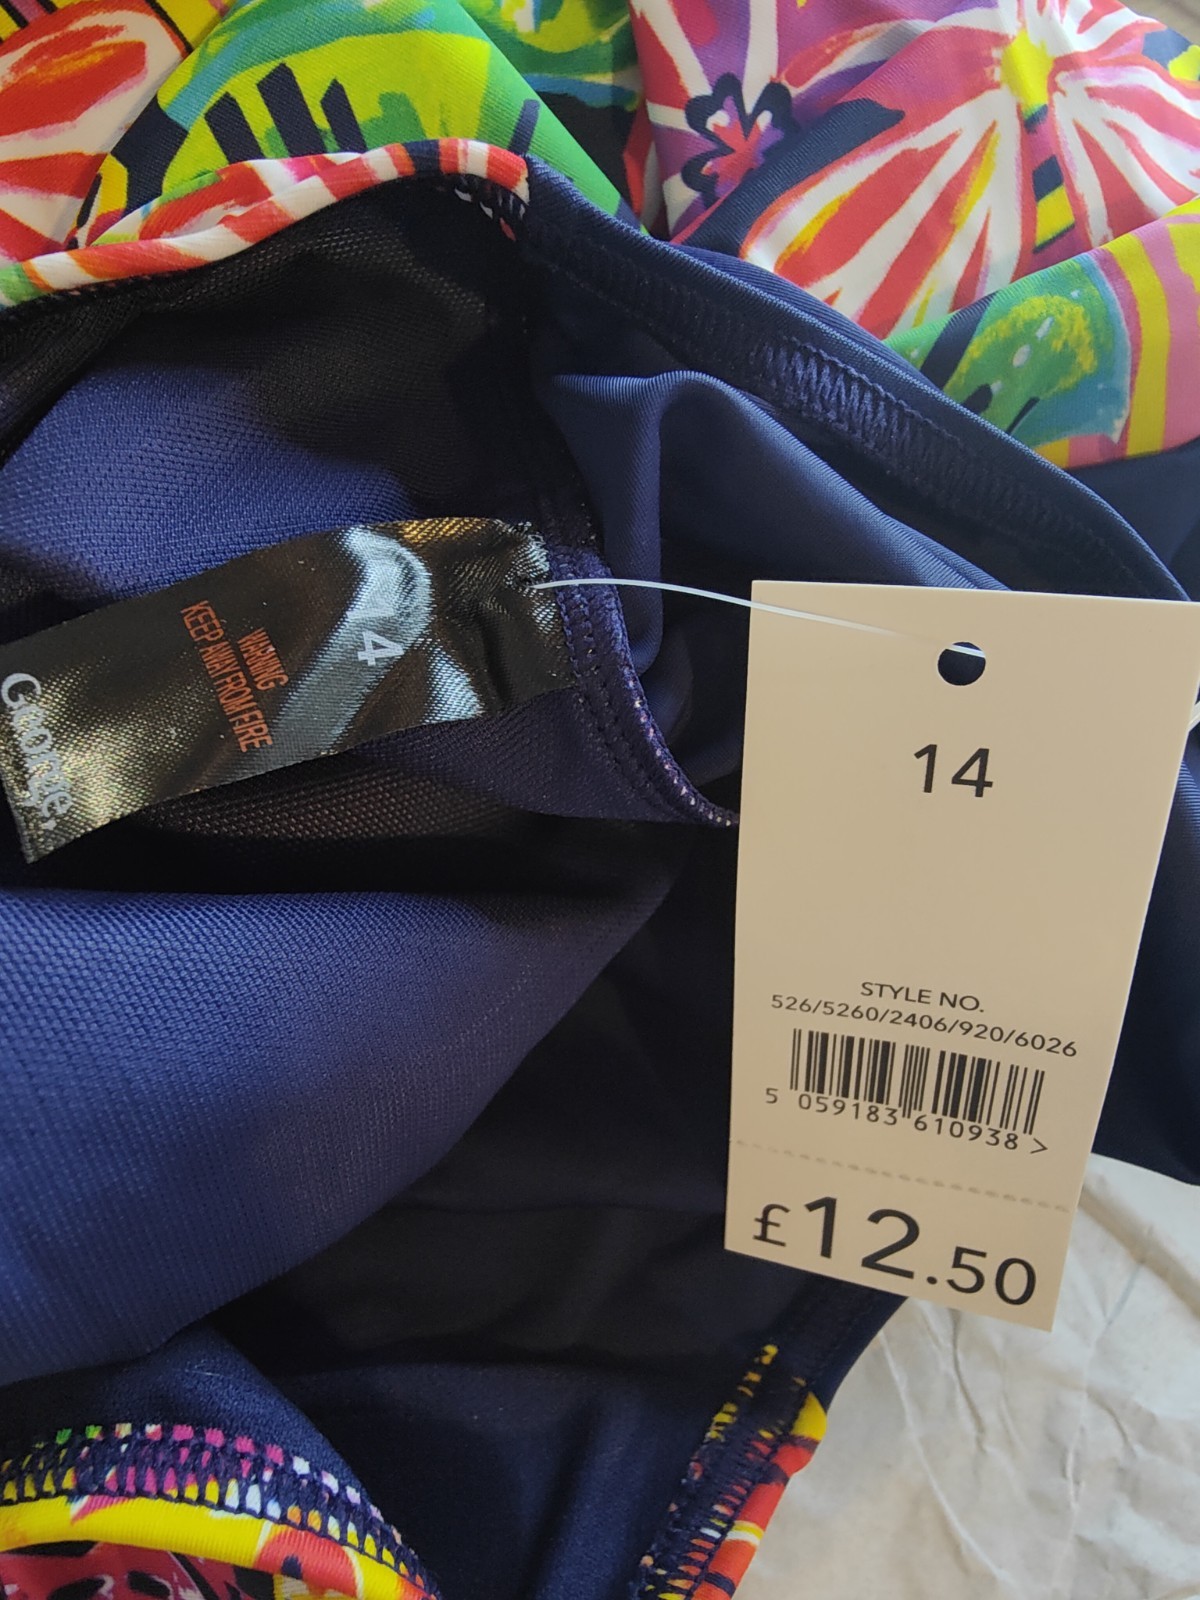 14
WARNING
KEEP AWAY FROM FIRE
George.
14
STYLE NO.
526/5260/2406/920/6026
5 059183 610938 >
£12.50